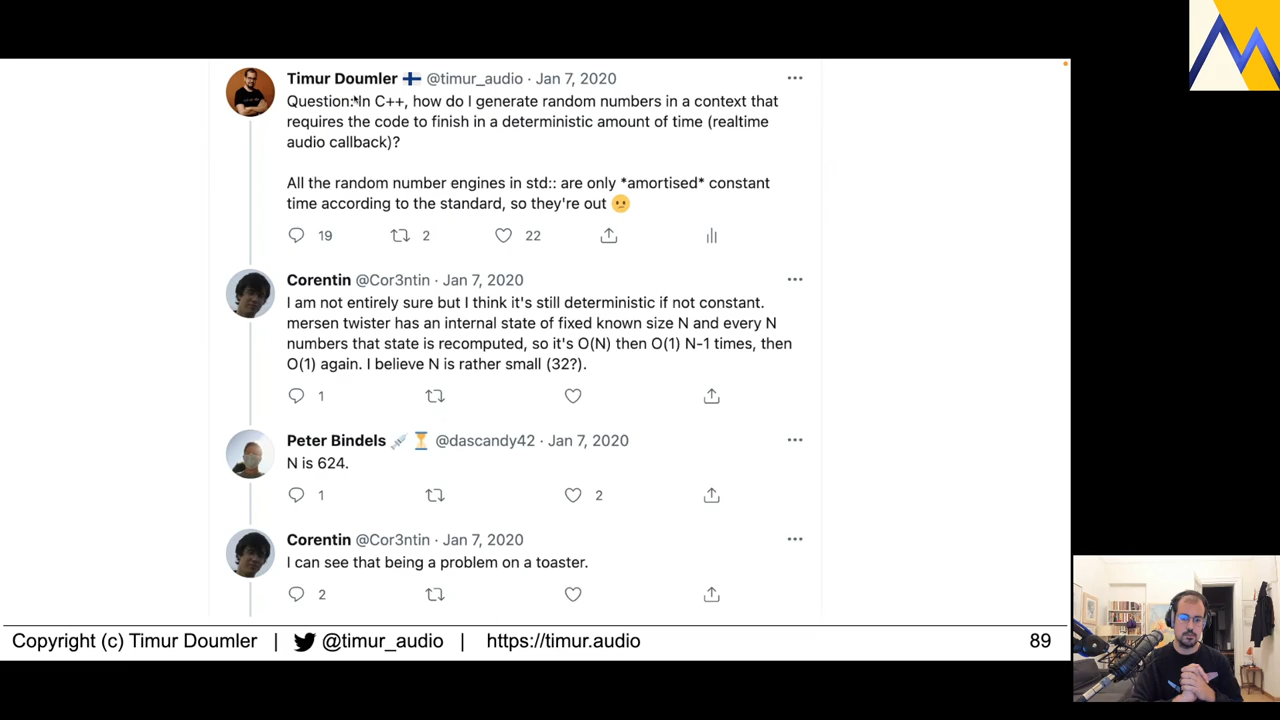 Timur Doumler 🇫🇮 @timur_audio · Jan 7, 2020
Question: In C++, how do I generate random numbers in a context that
requires the code to finish in a deterministic amount of time (realtime
audio callback)?
All the random number engines in std:: are only *amortised* constant
time according to the standard, so they're out 😕
19 2 22
Corentin @Cor3ntin · Jan 7, 2020
I am not entirely sure but I think it's still deterministic if not constant.
mersen twister has an internal state of fixed known size N and every N
numbers that state is recomputed, so it's O(N) then O(1) N-1 times, then
O(1) again. I believe N is rather small (32?).
1
Peter Bindels 💉⏳ @dascandy42 · Jan 7, 2020
N is 624.
1 2
Corentin @Cor3ntin · Jan 7, 2020
I can see that being a problem on a toaster.
2
Copyright (c) Timur Doumler | @timur_audio | https://timur.audio 89